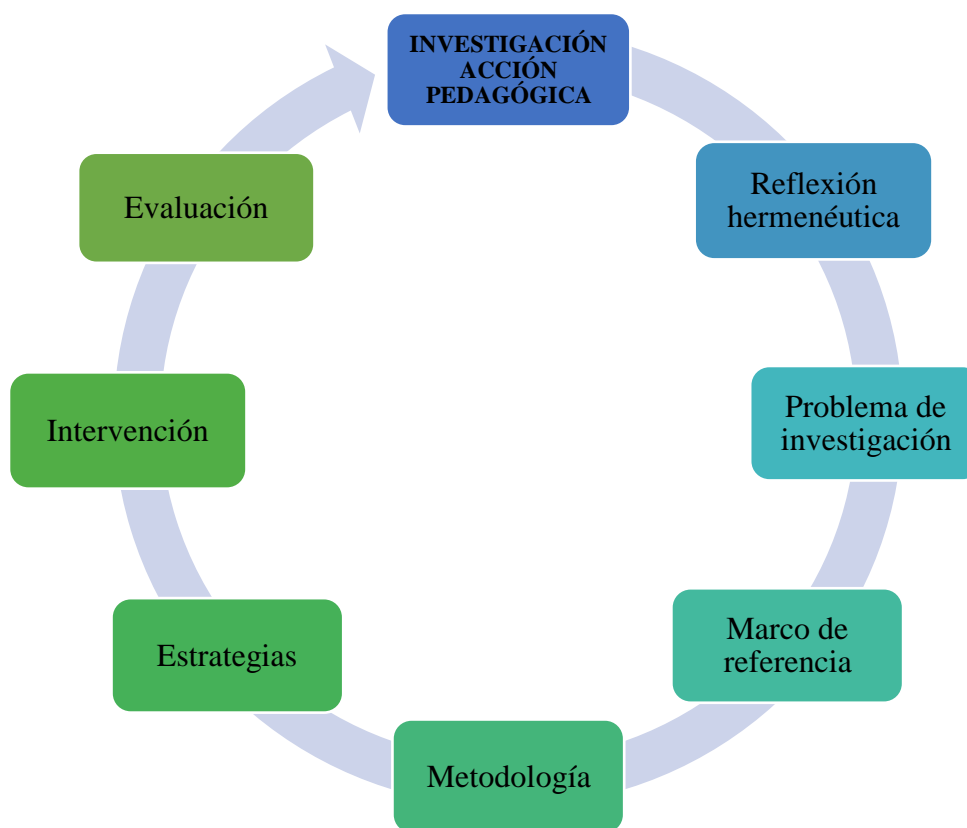 INVESTIGACIÓN
ACCIÓN
PEDAGÓGICA
Reflexión
hermenéutica
Problema de
investigación
Marco de
referencia
Metodología
Estrategias
Intervención
Evaluación